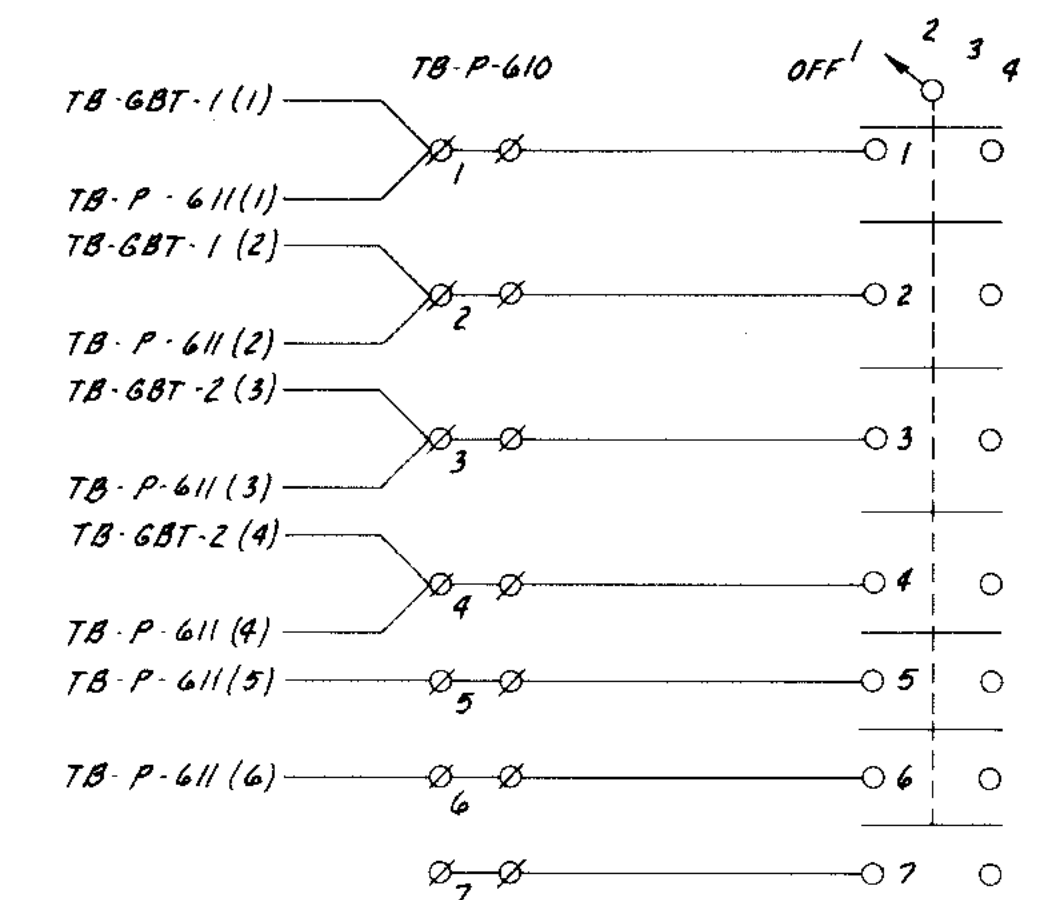 2
3
4
OFF 1
TB-P-610
TB-GBT-1 (1)
1
1
TB-P-611 (1)
TB-GBT-1 (2)
2
2
TB-P-611 (2)
TB-GBT-2 (3)
3
3
TB-P-611 (3)
TB-GBT-2 (4)
4
4
TB-P-611 (4)
TB-P-611 (5)
5
5
TB-P-611 (6)
6
6
7
7